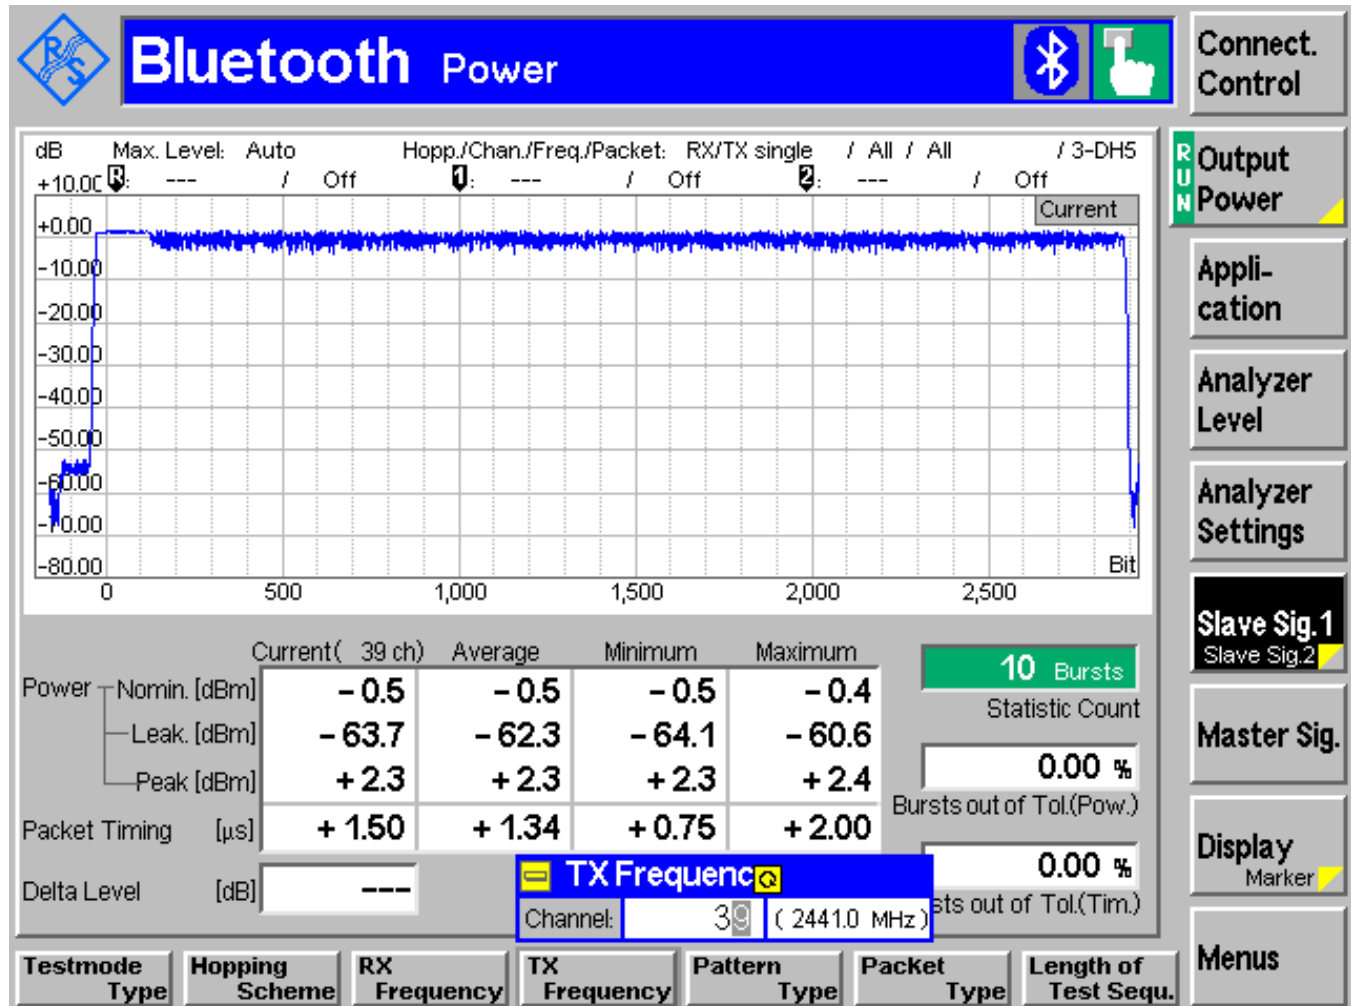 R S
Bluetooth Power
Connect. Control
dB Max. Level: Auto Hopp./Chan./Freq./Packet: RX/TX single / All / All / 3-DH5
R: --- / Off 1: --- / Off 2: --- / Off
Current
+10.00
+0.00
-10.00
-20.00
-30.00
-40.00
-50.00
-60.00
-70.00
-80.00
Bit
0 500 1,000 1,500 2,000 2,500
RUN
Output Power
Appli-
cation
Analyzer Level
Analyzer Settings
Slave Sig.1
Slave Sig.2
Master Sig.
Display
Marker
Menus
Current( 39 ch) Average Minimum Maximum
Power Nomin. [dBm] - 0.5 - 0.5 - 0.5 - 0.4
Leak. [dBm] - 63.7 - 62.3 - 64.1 - 60.6
Peak [dBm] + 2.3 + 2.3 + 2.3 + 2.4
Packet Timing [µs] + 1.50 + 1.34 + 0.75 + 2.00
Delta Level [dB] ---
10 Bursts
Statistic Count
0.00 %
Bursts out of Tol.(Pow.)
0.00 %
sts out of Tol.(Tim.)
TX Frequenc
Channel: 39 ( 2441.0 MHz )
Testmode Type
Hopping Scheme
RX Frequency
TX Frequency
Pattern Type
Packet Type
Length of Test Sequ.